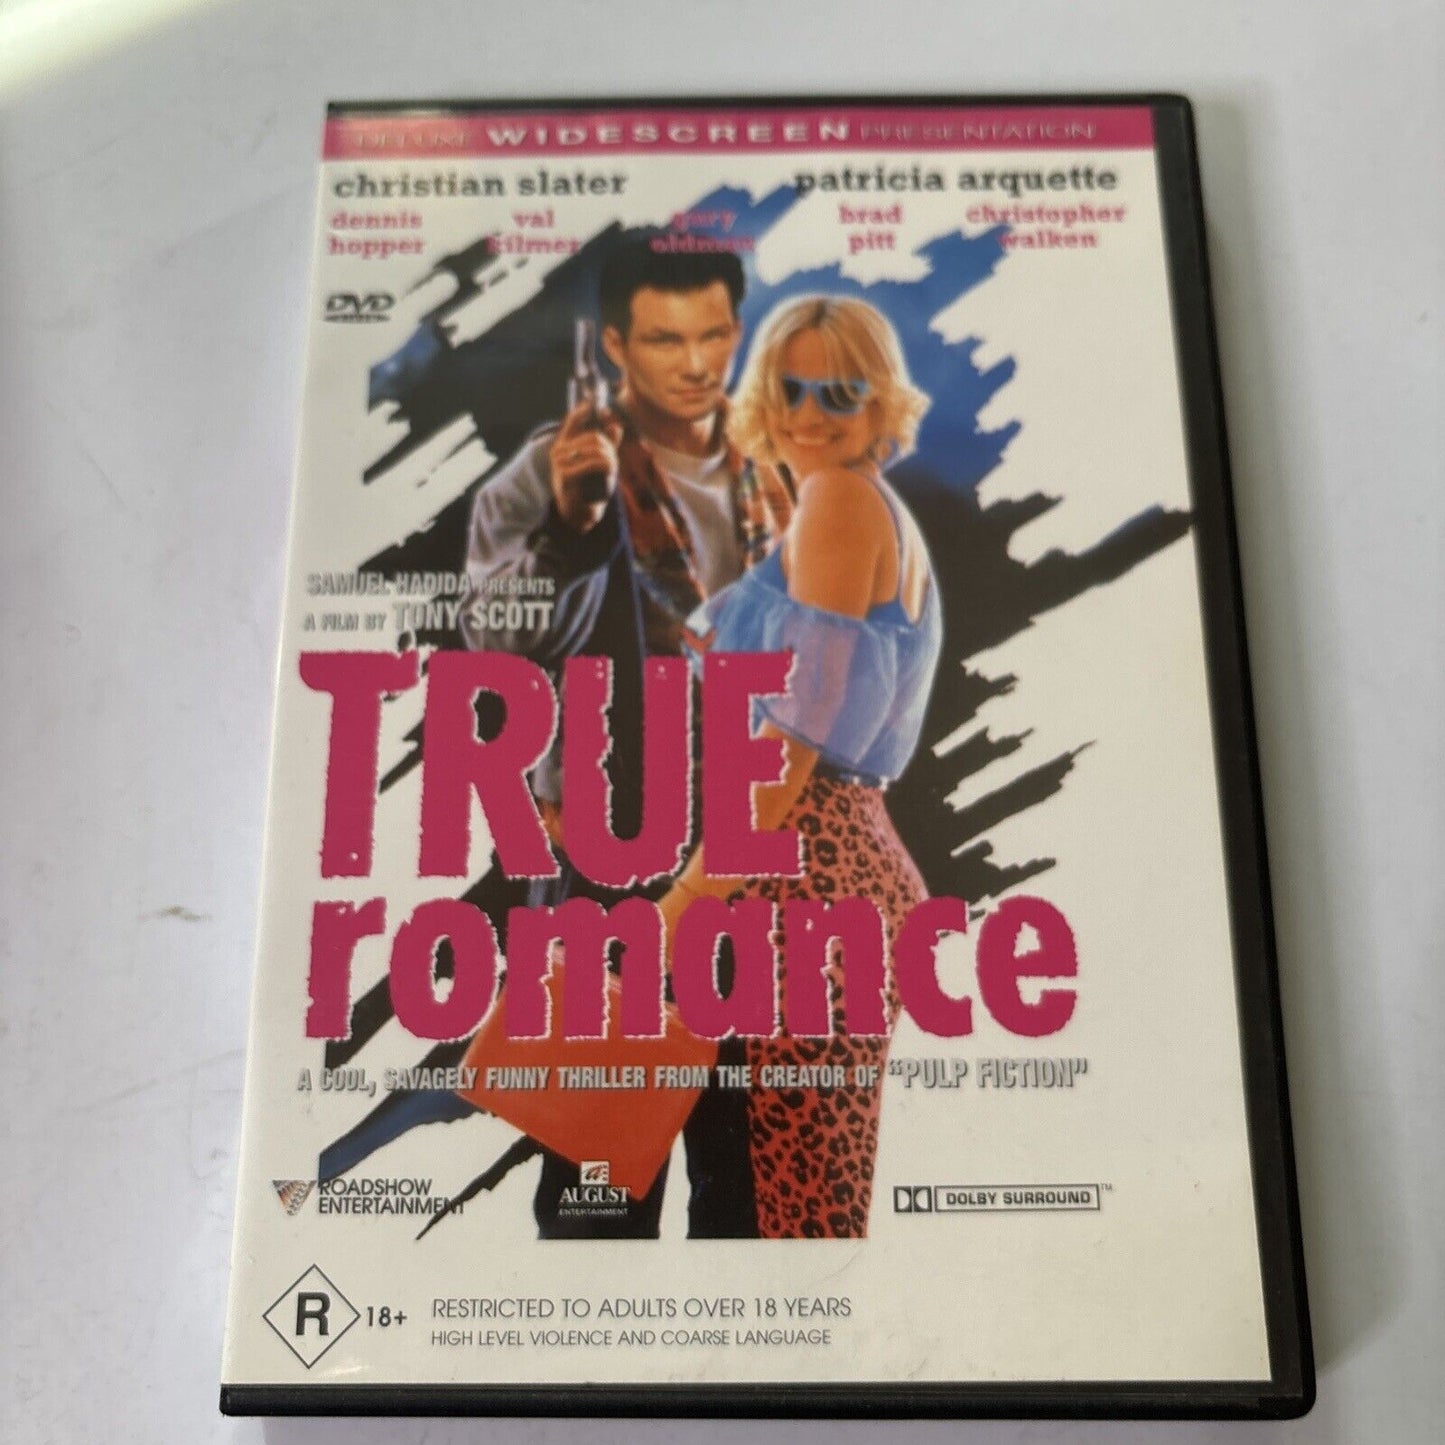 DELUXE WIDESCREEN PRESENTATION
christian slater patricia arquette
dennis hopper
val kilmer
gary oldman
brad pitt
christopher walken
DVD
SAMUEL HADIDA PRESENTS
A FILM BY TONY SCOTT
TRUE
romance
A COOL, SAVAGELY FUNNY THRILLER FROM THE CREATOR OF "PULP FICTION"
ROADSHOW
ENTERTAINMENT
AUGUST
ENTERTAINMENT
DOLBY SURROUND™
R 18+
RESTRICTED TO ADULTS OVER 18 YEARS
HIGH LEVEL VIOLENCE AND COARSE LANGUAGE